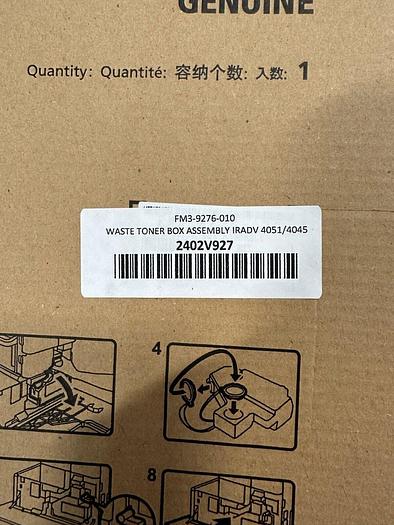 GENUINE
Quantity: Quantité: 容纳个数: 入数: 1
FM3-9276-010
WASTE TONER BOX ASSEMBLY IRADV 4051/4045
2402V927
4
8